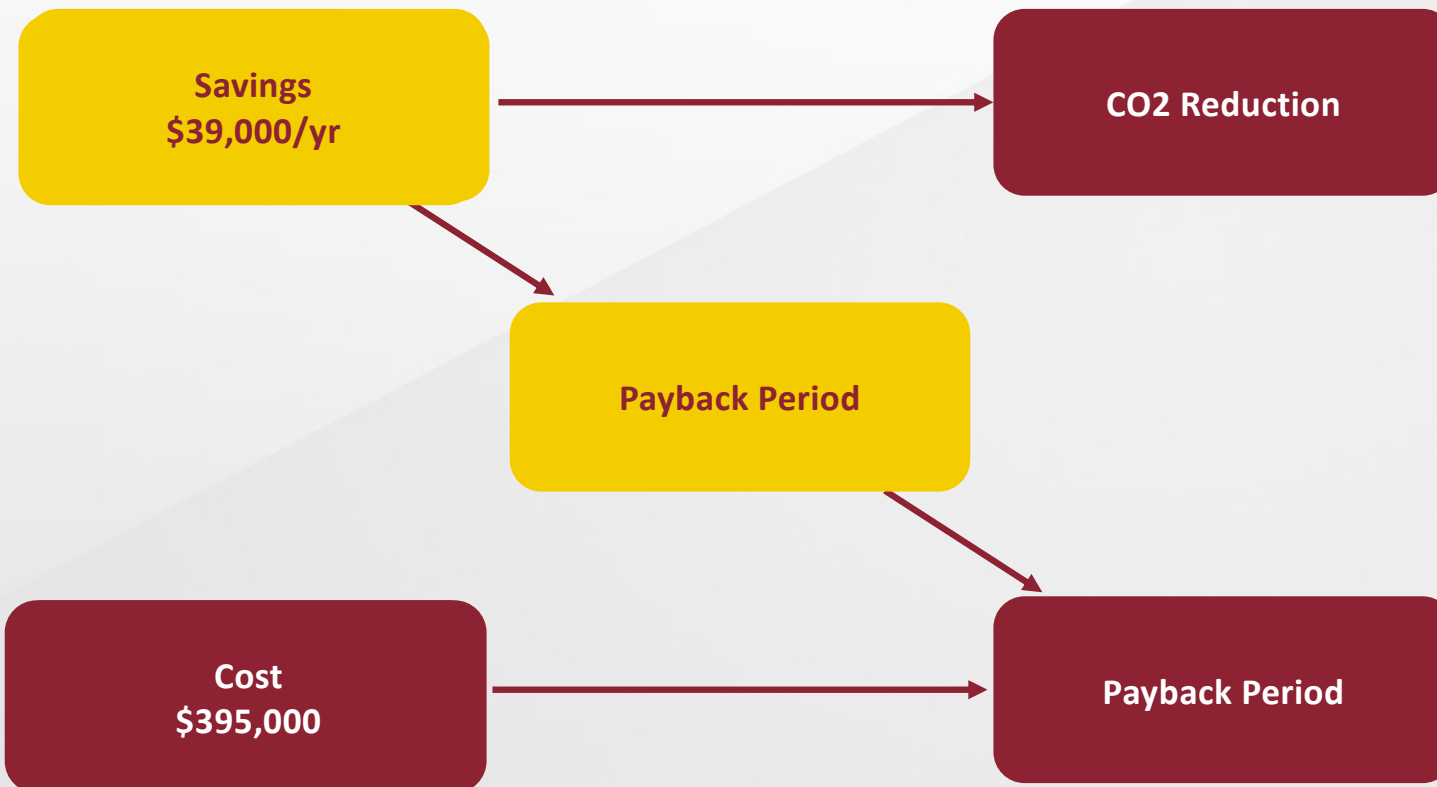 Savings
$39,000/yr
CO2 Reduction
Payback Period
Cost
$395,000
Payback Period